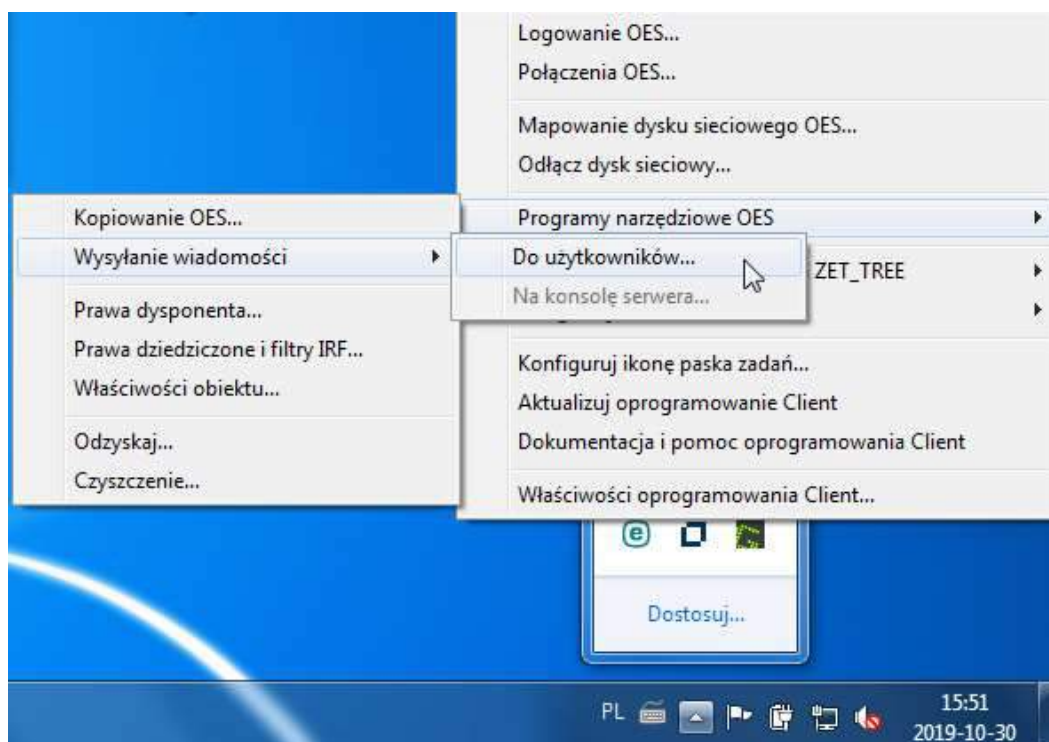 Logowanie OES...
Połączenia OES...
Mapowanie dysku sieciowego OES...
Odłącz dysk sieciowy...
Programy narzędziowe OES
ZET_TREE
Konfiguruj ikonę paska zadań...
Aktualizuj oprogramowanie Client
Dokumentacja i pomoc oprogramowania Client
Właściwości oprogramowania Client...
Kopiowanie OES...
Wysyłanie wiadomości
Prawa dysponenta...
Prawa dziedziczone i filtry IRF...
Właściwości obiektu...
Odzyskaj...
Czyszczenie...
Do użytkowników...
Na konsolę serwera...
Dostosuj...
PL
15:51
2019-10-30